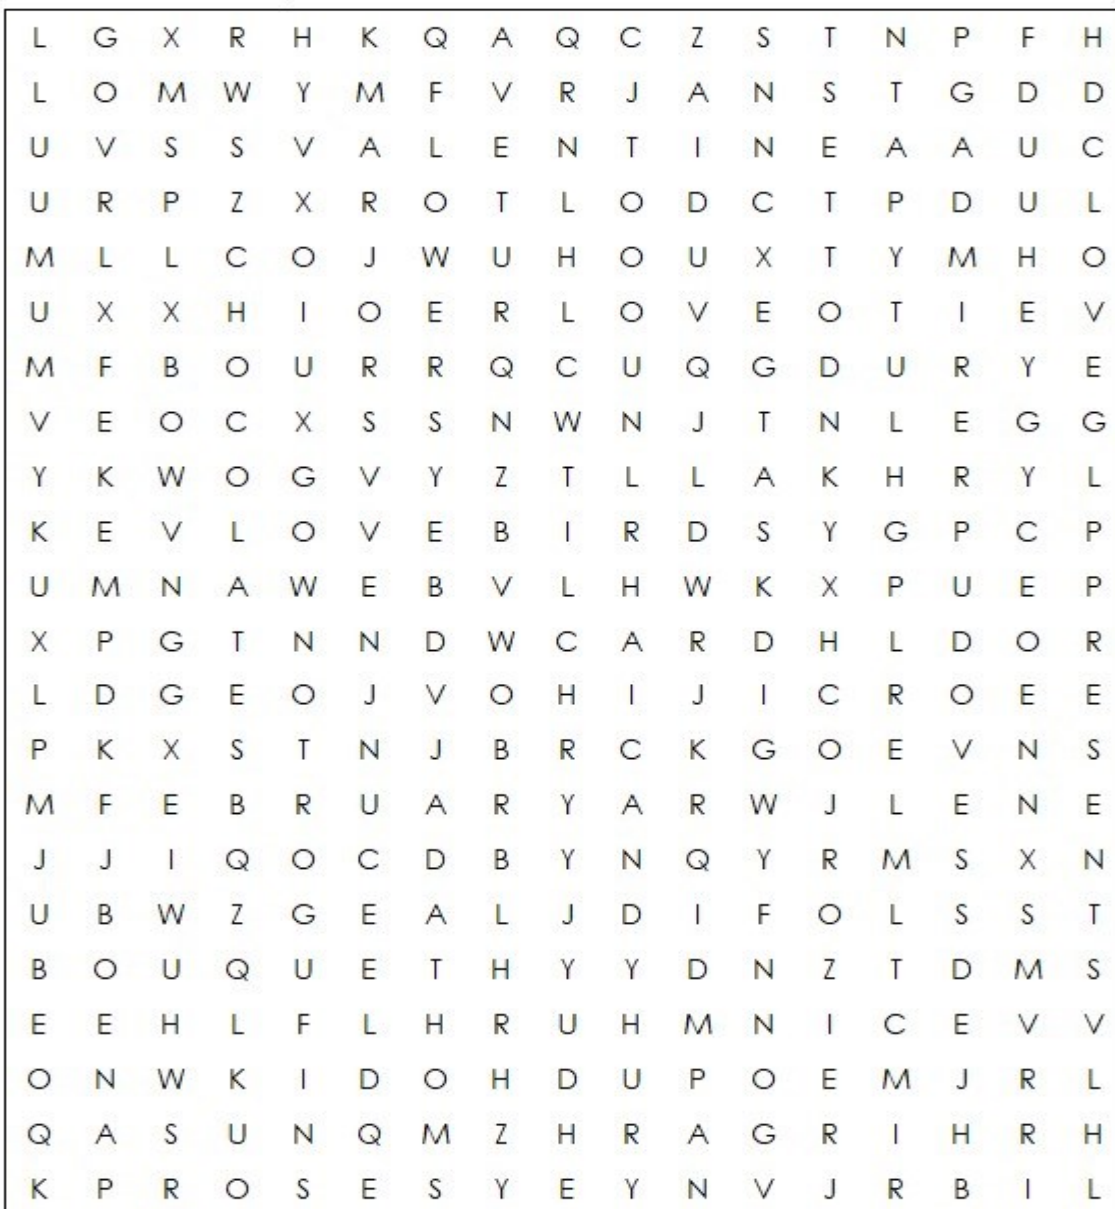 L G X R H K Q A Q C Z S T N P F H
L O M W Y M F V R J A N S T G D D
U V S S V A L E N T I N E A A U C
U R P Z X R O T L O D C T P D U L
M L L C O J W U H O U X T Y M H O
U X X H I O E R L O V E O T I E V
M F B O U R R Q C U Q G D U R Y E
V E O C X S S N W N J T N L E G G
Y K W O G V Y Z T L L A K H R Y L
K E V L O V E B I R D S Y G P C P
U M N A W E B V L H W K X P U E P
X P G T N N D W C A R D H L D O R
L D G E O J V O H I J I C R O E E
P K X S T N J B R C K G O E V N S
M F E B R U A R Y A R W J L E N E
J J I Q O C D B Y N Q Y R M S X N
U B W Z G E A L J D I F O L S S T
B O U Q U E T H Y Y D N Z T D M S
E E H L F L H R U H M N I C E V V
O N W K I D O H D U P O E M J R L
Q A S U N Q M Z H R A G R I H R H
K P R O S E S Y E Y N V J R B I L